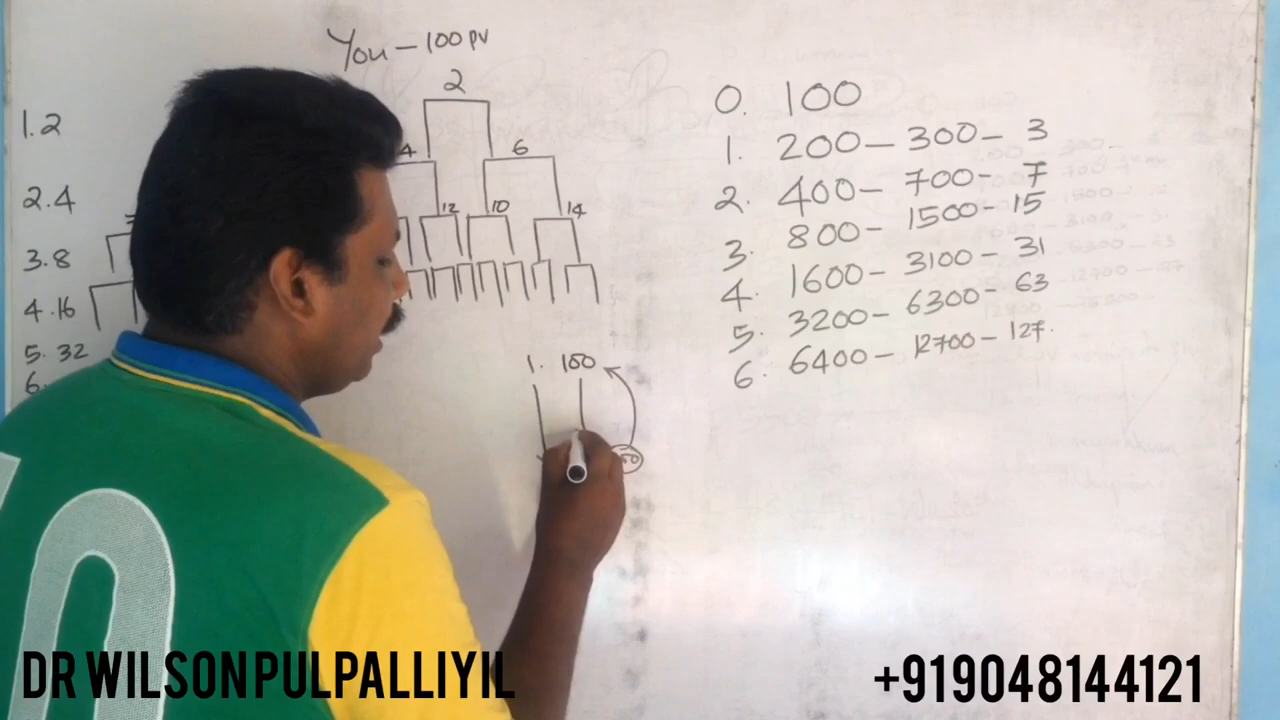 You - 100 pv
2
4 6
12 10 14
1. 2
2. 4
3. 8
4. 16
5. 32
6.
0. 100
1. 200 - 300 - 3
2. 400 - 700 - 7
3. 800 - 1500 - 15
4. 1600 - 3100 - 31
5. 3200 - 6300 - 63
6. 6400 - 12700 - 127.
1. 100
DR WILSON PULPALLIYIL
+919048144121